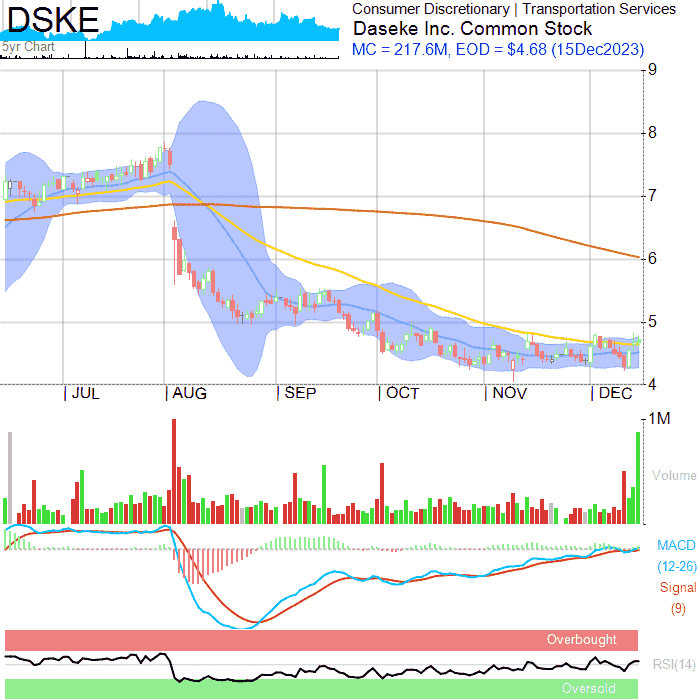 DSKE
5yr Chart
Consumer Discretionary | Transportation Services
Daseke Inc. Common Stock
MC = 217.6M, EOD = $4.68 (15Dec2023)
9
8
7
6
5
4
JUL
AUG
SEP
OCT
NOV
DEC
1M
Volume
MACD
(12-26)
Signal
(9)
Overbought
RSI(14)
Oversold